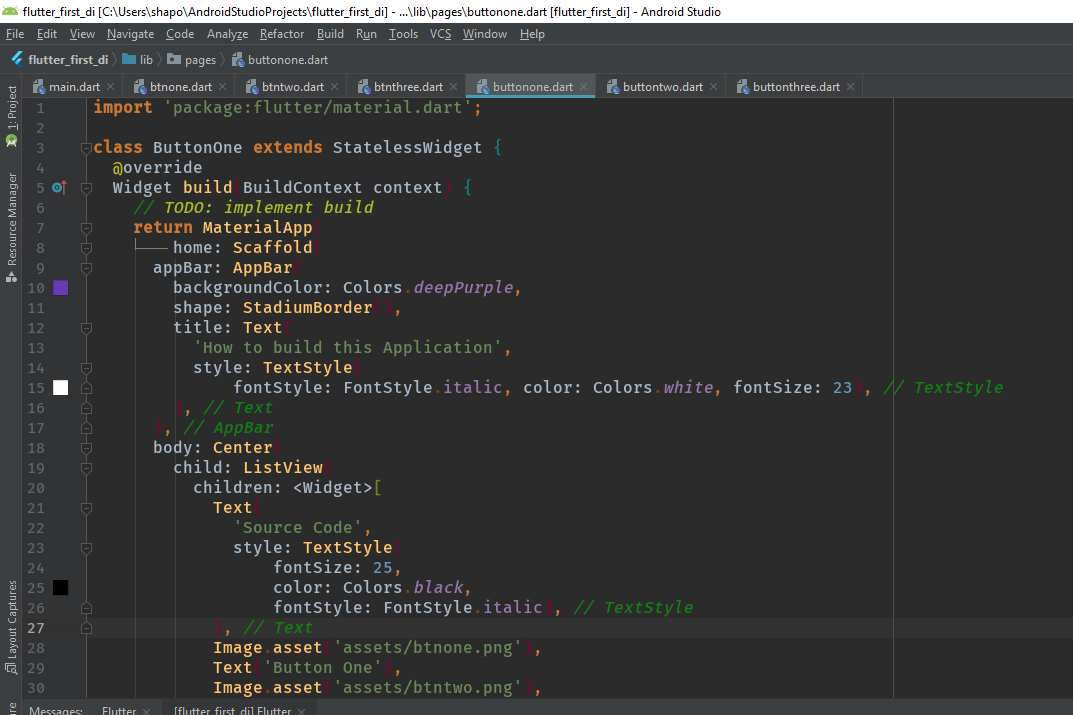 flutter_first_di [C:\Users\shapo\AndroidStudioProjects\flutter_first_di] - ...\lib\pages\buttonone.dart [flutter_first_di] - Android Studio
File Edit View Navigate Code Analyze Refactor Build Run Tools VCS Window Help
flutter_first_di lib pages buttonone.dart
main.dart btnone.dart btntwo.dart btnthree.dart buttonone.dart buttontwo.dart buttonthree.dart
1: Project
Resource Manager
Layout Captures
1 import 'package:flutter/material.dart';
2
3 class ButtonOne extends StatelessWidget {
4 @override
5 Widget build(BuildContext context) {
6 // TODO: implement build
7 return MaterialApp(
8 home: Scaffold(
9 appBar: AppBar(
10 backgroundColor: Colors.deepPurple,
11 shape: StadiumBorder(),
12 title: Text(
13 'How to build this Application',
14 style: TextStyle(
15 fontStyle: FontStyle.italic, color: Colors.white, fontSize: 23), // TextStyle
16 ), // Text
17 ), // AppBar
18 body: Center(
19 child: ListView(
20 children: <Widget>[
21 Text(
22 'Source Code',
23 style: TextStyle(
24 fontSize: 25,
25 color: Colors.black,
26 fontStyle: FontStyle.italic), // TextStyle
27 ), // Text
28 Image.asset('assets/btnone.png'),
29 Text('Button One'),
30 Image.asset('assets/btntwo.png'),
Messages: Flutter [flutter_first_di] Flutter